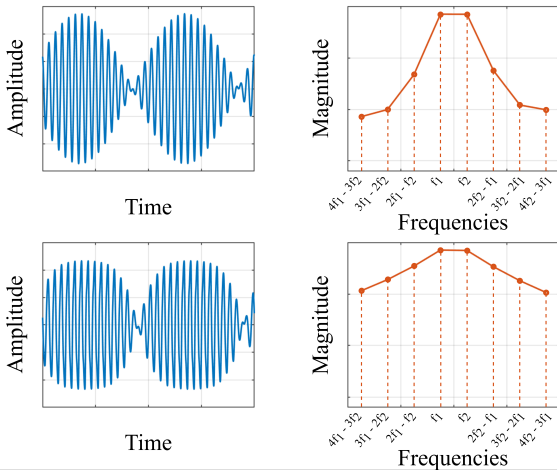 Amplitude
Time
Magnitude
4f₁ - 3f₂
3f₁ - 2f₂
2f₁ - f₂
f₁
f₂
2f₂ - f₁
3f₂ - 2f₁
4f₂ - 3f₁
Frequencies
Amplitude
Time
Magnitude
4f₁ - 3f₂
3f₁ - 2f₂
2f₁ - f₂
f₁
f₂
2f₂ - f₁
3f₂ - 2f₁
4f₂ - 3f₁
Frequencies